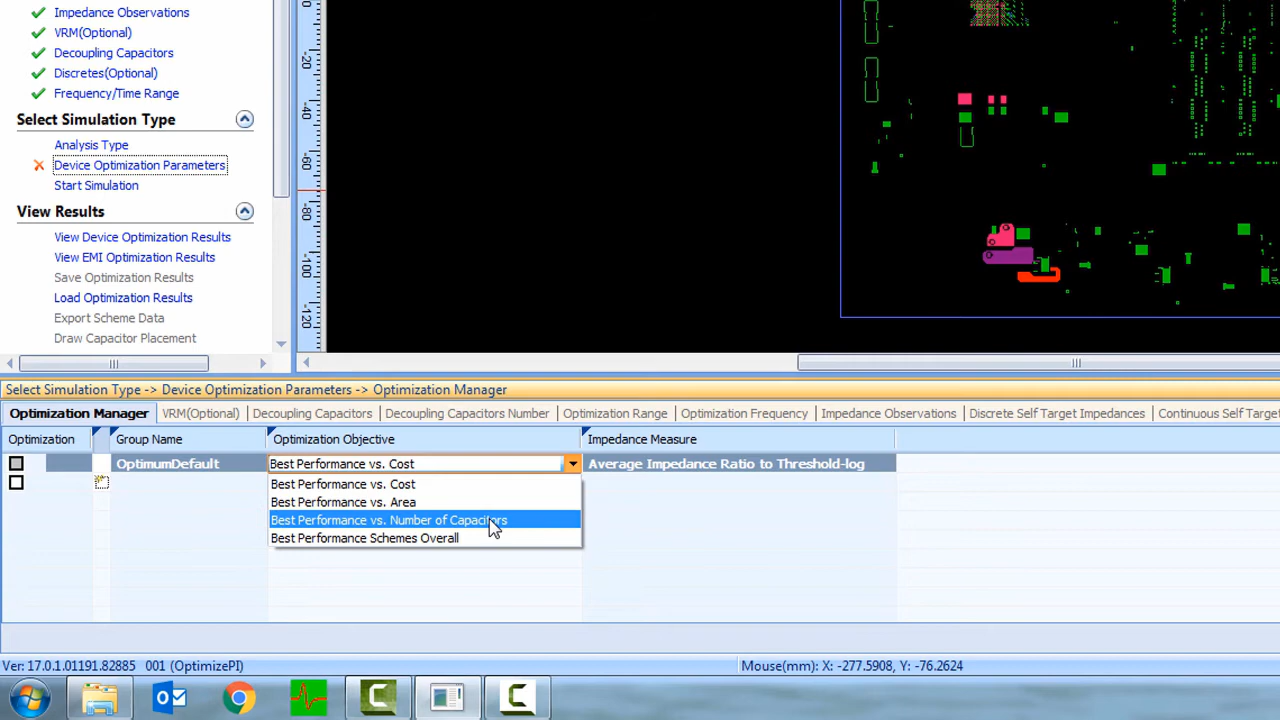 Impedance Observations
VRM(Optional)
Decoupling Capacitors
Discretes(Optional)
Frequency/Time Range
Select Simulation Type
Analysis Type
Device Optimization Parameters
Start Simulation
View Results
View Device Optimization Results
View EMI Optimization Results
Save Optimization Results
Load Optimization Results
Export Scheme Data
Draw Capacitor Placement
0
-20
-40
-60
-80
-100
-120
Select Simulation Type -> Device Optimization Parameters -> Optimization Manager
Optimization Manager VRM(Optional) Decoupling Capacitors Decoupling Capacitors Number Optimization Range Optimization Frequency Impedance Observations Discrete Self Target Impedances Continuous Self Target
Optimization Group Name Optimization Objective Impedance Measure
OptimumDefault Best Performance vs. Cost Average Impedance Ratio to Threshold-log
Best Performance vs. Cost
Best Performance vs. Area
Best Performance vs. Number of Capacitors
Best Performance Schemes Overall
Ver: 17.0.1.01191.82885 001 (OptimizePI) Mouse(mm): X: -277.5908, Y: -76.2624